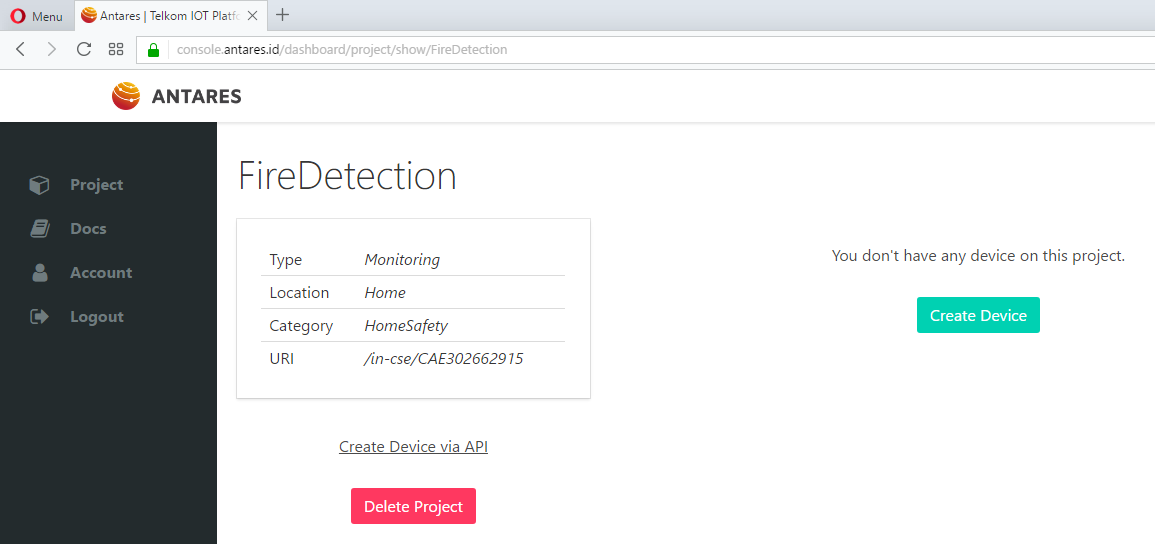 Menu
Antares | Telkom IOT Platfo
console.antares.id/dashboard/project/show/FireDetection
ANTARES
Project
Docs
Account
Logout
FireDetection
Type Monitoring
Location Home
Category HomeSafety
URI /in-cse/CAE302662915
Create Device via API
Delete Project
You don't have any device on this project.
Create Device